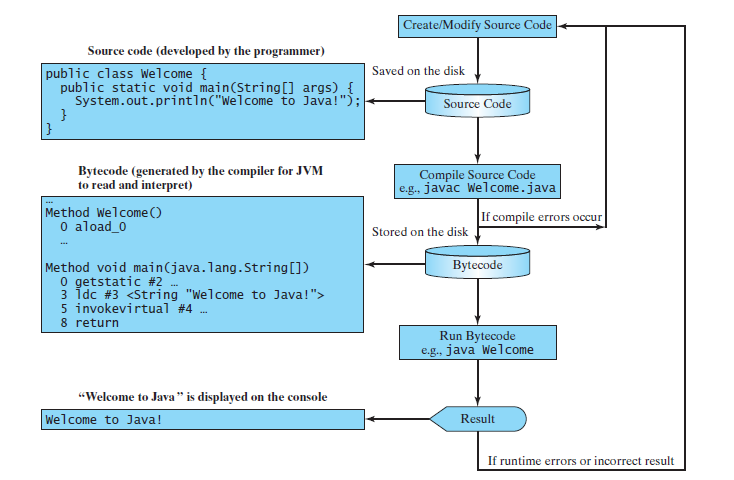 Create/Modify Source Code
Source code (developed by the programmer)
public class Welcome {
  public static void main(String[] args) {
    System.out.println("Welcome to Java!");
  }
}
Saved on the disk
Source Code
Compile Source Code
e.g., javac Welcome.java
Bytecode (generated by the compiler for JVM
to read and interpret)
…
Method Welcome()
  0 aload_0
  …
Method void main(java.lang.String[])
  0 getstatic #2 …
  3 ldc #3 <String "Welcome to Java!">
  5 invokevirtual #4 …
  8 return
If compile errors occur
Stored on the disk
Bytecode
Run Bytecode
e.g., java Welcome
“Welcome to Java” is displayed on the console
Welcome to Java!
Result
If runtime errors or incorrect result